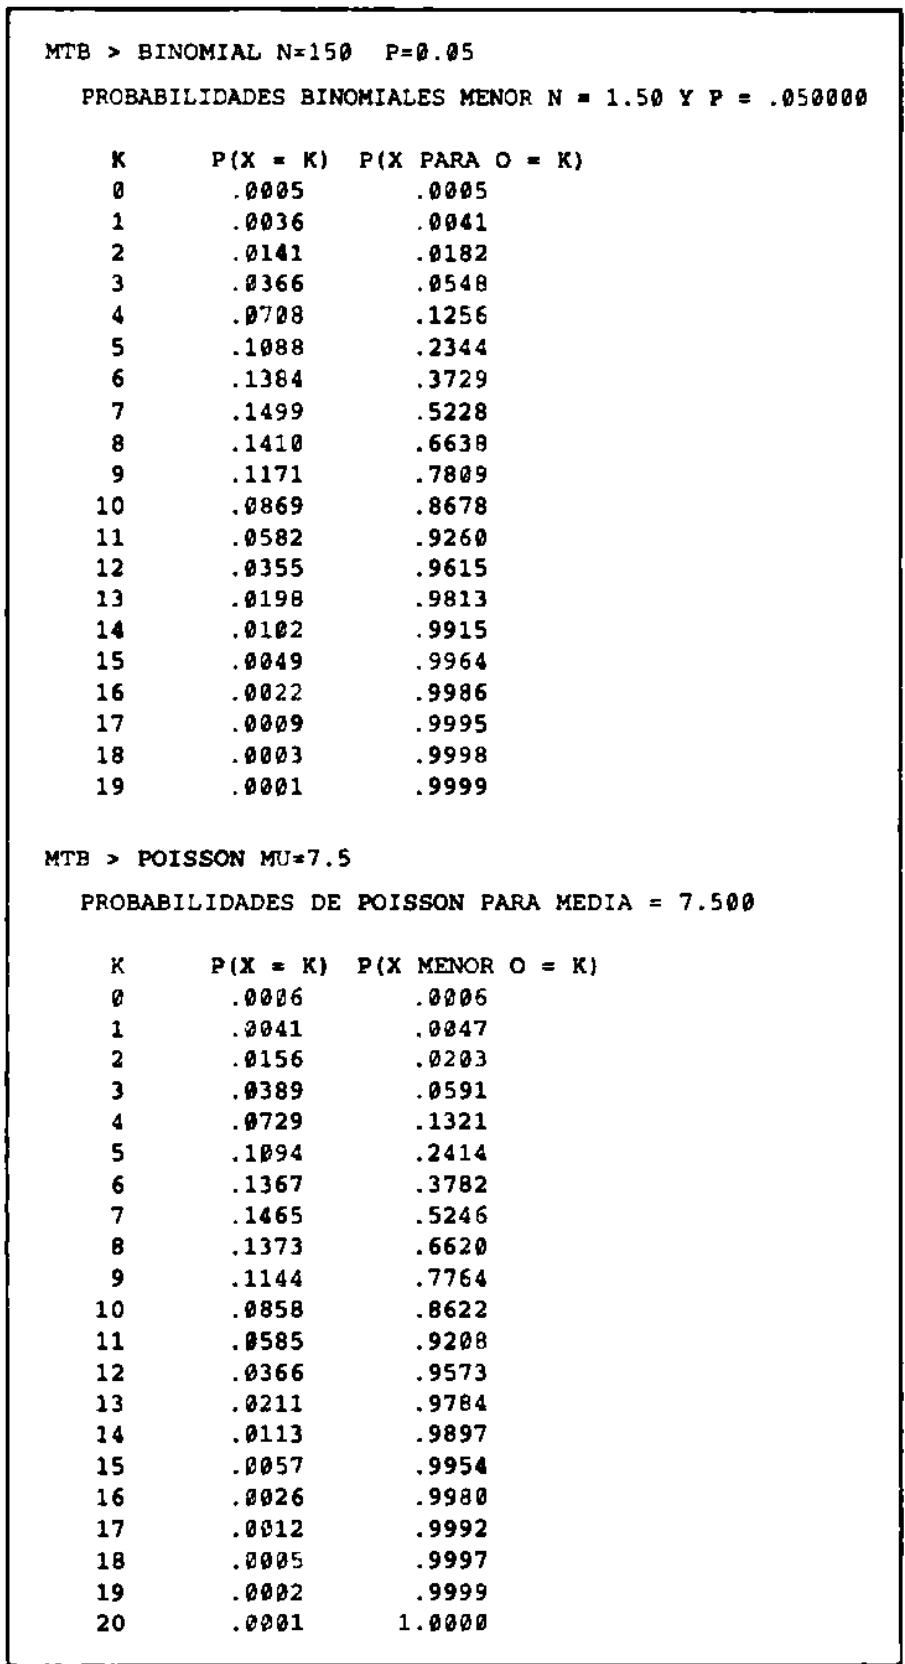 MTB > BINOMIAL N=150 P=0.05
PROBABILIDADES BINOMIALES MENOR N = 1.50 Y P = .050000
K P(X = K) P(X PARA O = K)
0 .0005 .0005
1 .0036 .0041
2 .0141 .0182
3 .0366 .0548
4 .0708 .1256
5 .1088 .2344
6 .1384 .3729
7 .1499 .5228
8 .1410 .6638
9 .1171 .7809
10 .0869 .8678
11 .0582 .9260
12 .0355 .9615
13 .0198 .9813
14 .0102 .9915
15 .0049 .9964
16 .0022 .9986
17 .0009 .9995
18 .0003 .9998
19 .0001 .9999
MTB > POISSON MU=7.5
PROBABILIDADES DE POISSON PARA MEDIA = 7.500
K P(X = K) P(X MENOR O = K)
0 .0006 .0006
1 .0041 .0047
2 .0156 .0203
3 .0389 .0591
4 .0729 .1321
5 .1094 .2414
6 .1367 .3782
7 .1465 .5246
8 .1373 .6620
9 .1144 .7764
10 .0858 .8622
11 .0585 .9208
12 .0366 .9573
13 .0211 .9784
14 .0113 .9897
15 .0057 .9954
16 .0026 .9980
17 .0012 .9992
18 .0005 .9997
19 .0002 .9999
20 .0001 1.0000